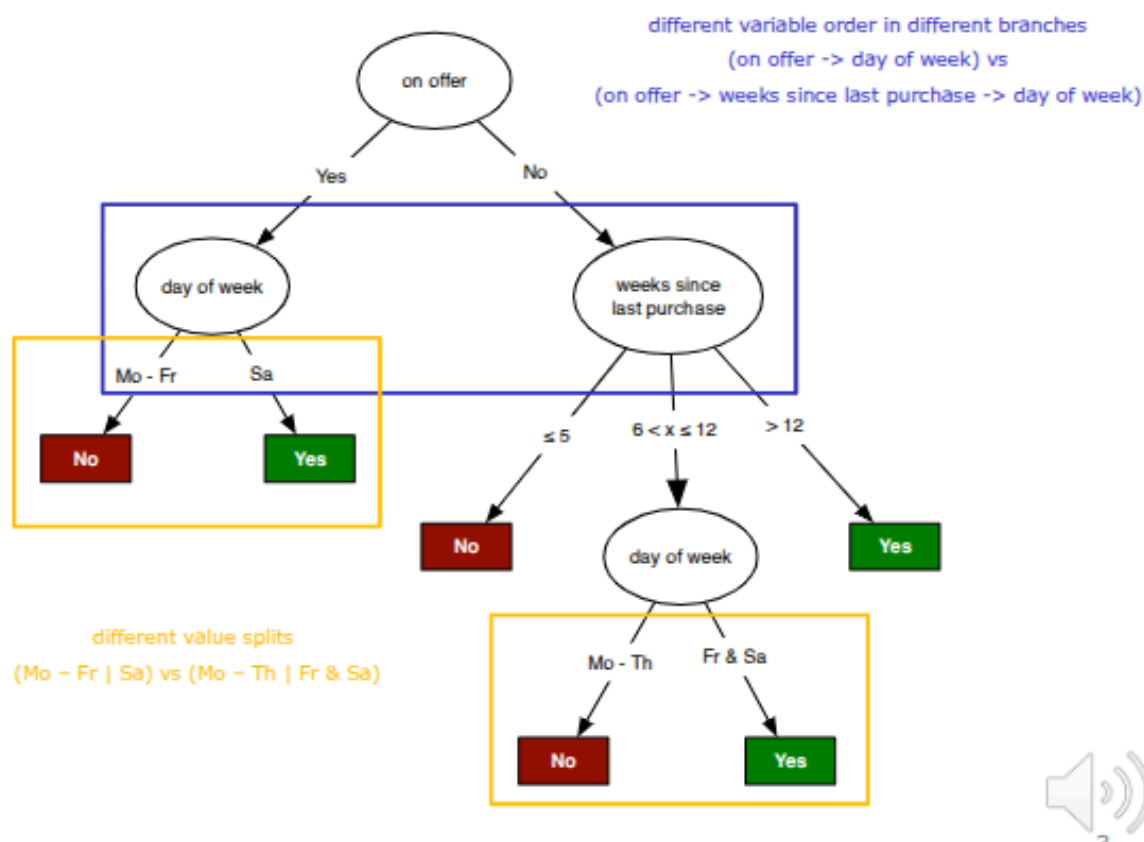 different variable order in different branches
(on offer -> day of week) vs
(on offer -> weeks since last purchase -> day of week)
on offer
Yes
No
day of week
weeks since
last purchase
Mo - Fr
Sa
≤ 5
6 < x ≤ 12
> 12
No
Yes
No
day of week
Yes
different value splits
(Mo – Fr | Sa) vs (Mo – Th | Fr & Sa)
Mo - Th
Fr & Sa
No
Yes